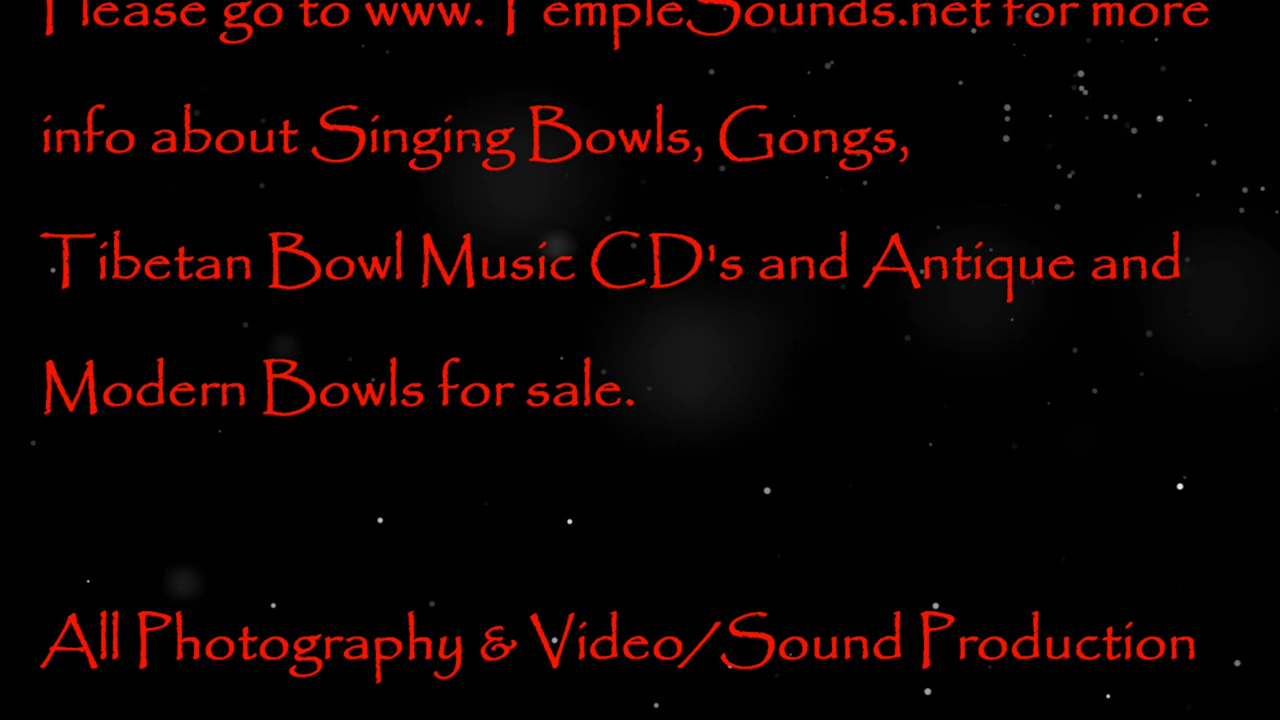 Please go to www. TempleSounds.net for more
info about Singing Bowls, Gongs,
Tibetan Bowl Music CD's and Antique and
Modern Bowls for sale.
All Photography & Video/Sound Production